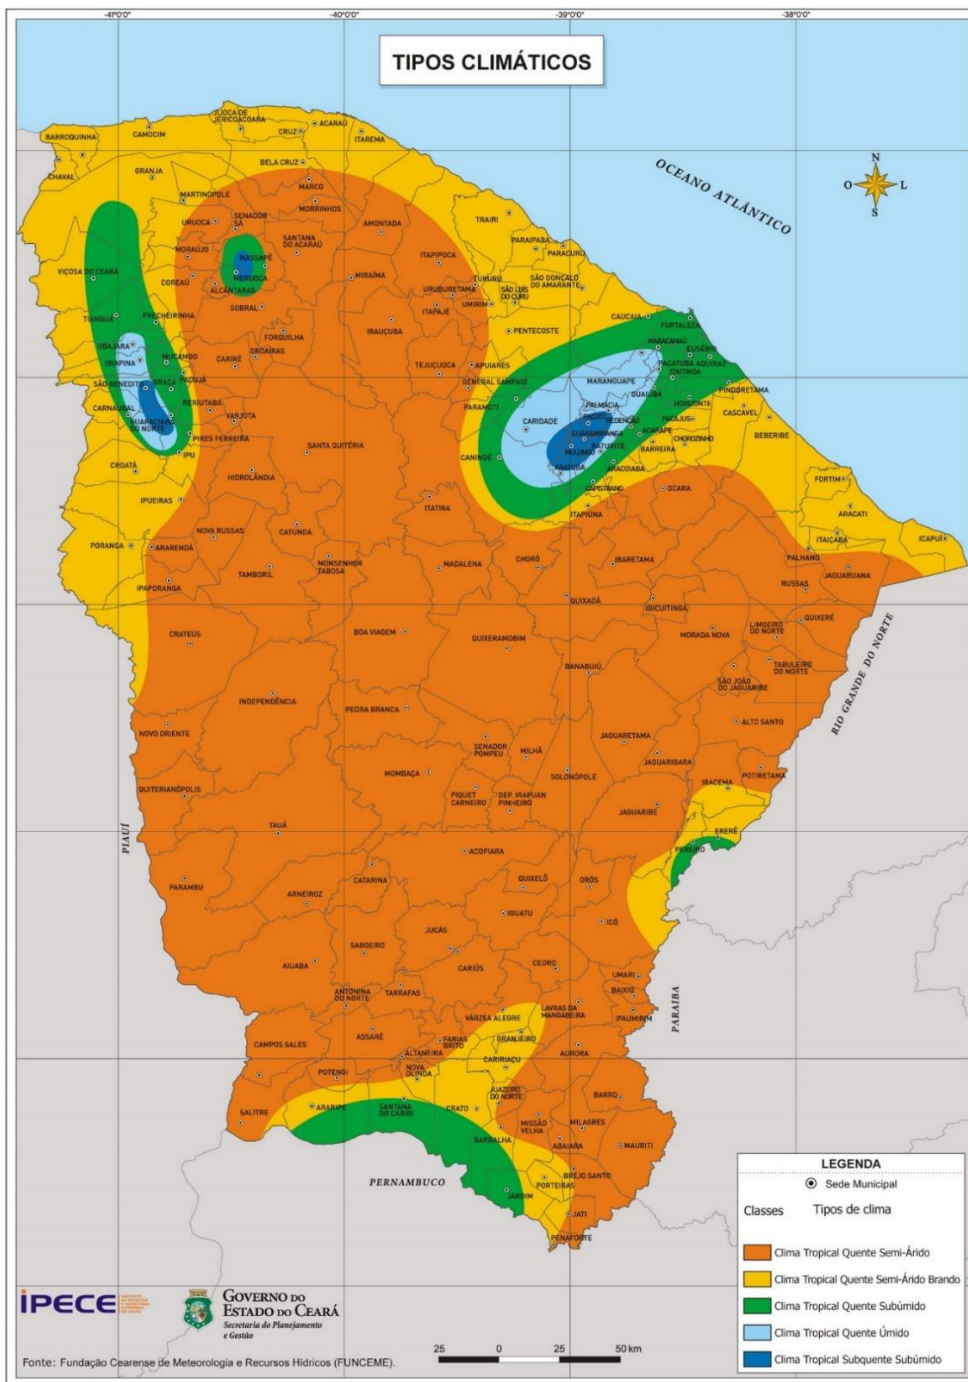 -41°0'0"
-40°0'0"
-39°0'0"
-38°0'0"
TIPOS CLIMÁTICOS
JIJOCA DE
JERICOACOARA
ACARAÚ
CRUZ
ITAREMA
BARROQUINHA
CAMOCIM
CHAVAL
BELA CRUZ
GRANJA
MARCO
MARTINÓPOLE
MORRINHOS
N
O
L
S
OCEANO ATLÂNTICO
URUOCA
SENADOR
SÁ
AMONTADA
TRAIRI
SANTANA
DO ACARAÚ
MORAÚJO
MASSAPÊ
PARAIPABA
PARACURU
ITAPIPOCA
VIÇOSA DO CEARÁ
COREAÚ
MERUOCA
ALCÂNTARAS
MIRAÍMA
TURURU
URUBURETAMA
SÃO GONÇALO
DO AMARANTE
SÃO LUÍS
DO CURU
UMIRIM
ITAPAJÉ
SOBRAL
TIANGUÁ
FRECHEIRINHA
IRAUÇUBA
CAUCAIA
FORTALEZA
FORQUILHA
PENTECOSTE
UBAJARA
IBIAPINA
MUCAMBO
GROAÍRAS
CARIRÉ
MARACANAÚ
EUSÉBIO
PACATUBA
AQUIRAZ
ITAITINGA
TEJUÇUOCA
APUIARÉS
GENERAL SAMPAIO
MARANGUAPE
SÃO BENEDITO
GRAÇA
PACUJÁ
GUAIÚBA
PINDORETAMA
RERIUTABA
HORIZONTE
PARAMOTI
PALMÁCIA
CARNAUBAL
GUARACIABA
DO NORTE
VARJOTA
CARIDADE
PACOTI
REDENÇÃO
PACAJUS
CASCAVEL
GUARAMIRANGA
ACARAPE
BEBERIBE
PIRES FERREIRA
SANTA QUITÉRIA
BARREIRA
CHOROZINHO
MULUNGU
BATURITÉ
IPU
CANINDÉ
ARATUBA
ARACOIABA
CROATÁ
HIDROLÂNDIA
CAPISTRANO
OCARA
FORTIM
IPUEIRAS
ITATIRA
ITAPIÚNA
ARACATI
NOVA RUSSAS
CATUNDA
ITAIÇABA
ICAPUÍ
PORANGA
ARARENDÁ
PALHANO
MONSENHOR
TABOSA
CHORÓ
IBARETAMA
TAMBORIL
MADALENA
JAGUARUANA
IPAPORANGA
RUSSAS
QUIXADÁ
IBICUITINGA
QUIXERÉ
CRATEÚS
BOA VIAGEM
QUIXERAMOBIM
MORADA NOVA
LIMOEIRO
DO NORTE
BANABUIÚ
TABULEIRO
DO NORTE
SÃO JOÃO
DO JAGUARIBE
RIO GRANDE DO NORTE
INDEPENDÊNCIA
PEDRA BRANCA
ALTO SANTO
NOVO ORIENTE
SENADOR
POMPEU
MILHÃ
JAGUARETAMA
JAGUARIBARA
MOMBAÇA
SOLONÓPOLE
POTIRETAMA
QUITERIANÓPOLIS
IRACEMA
PIQUET
CARNEIRO
DEP. IRAPUAN
PINHEIRO
JAGUARIBE
TAUÁ
PIAUÍ
ERERÉ
PEREIRO
ACOPIARA
CATARINA
PARAMBU
QUIXELÔ
ORÓS
ARNEIROZ
IGUATU
ICÓ
JUCÁS
SABOEIRO
AIUABA
CARIÚS
CEDRO
UMARI
BAIXIO
PARAÍBA
ANTONINA
DO NORTE
TARRAFAS
LAVRAS DA
MANGABEIRA
IPAUMIRIM
VÁRZEA ALEGRE
ASSARÉ
FARIAS
BRITO
GRANJEIRO
CAMPOS SALES
AURORA
ALTANEIRA
CARIRIAÇU
NOVA
OLINDA
POTENGI
JUAZEIRO
DO NORTE
BARRO
SALITRE
ARARIPE
SANTANA
DO CARIRI
CRATO
MISSÃO
VELHA
MILAGRES
BARBALHA
ABAIARA
MAURITI
PERNAMBUCO
BREJO SANTO
PORTEIRAS
JARDIM
JATI
PENAFORTE
LEGENDA
Sede Municipal
Classes
Tipos de clima
Clima Tropical Quente Semi-Árido
Clima Tropical Quente Semi-Árido Brando
Clima Tropical Quente Subúmido
Clima Tropical Quente Úmido
Clima Tropical Subquente Subúmido
IPECE
GOVERNO DO
ESTADO DO CEARÁ
Secretaria do Planejamento
e Gestão
25
0
25
50 km
Fonte: Fundação Cearense de Meteorologia e Recursos Hídricos (FUNCEME).